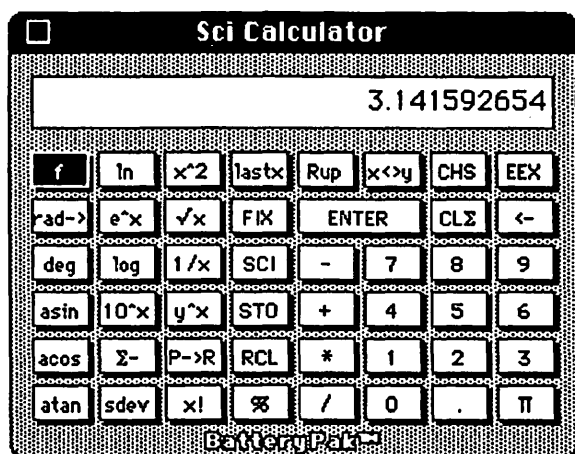 Sci Calculator
3.141592654
f ln x^2 lastx Rup x<>y CHS EEX
rad-> e^x √x FIX ENTER CLΣ <-
deg log 1/x SCI - 7 8 9
asin 10^x y^x STO + 4 5 6
acos Σ- P->R RCL * 1 2 3
atan sdev x! % / 0 . π
BatteryPak™